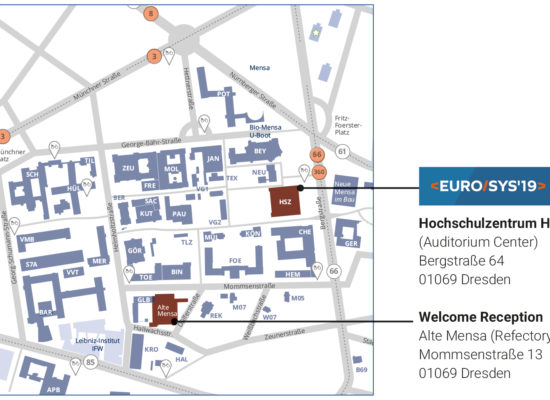 8
3
Münchner Straße
Hettnerstraße
Nürnberger Straße
Mensa
POT
Fritz-
Foerster-
Platz
Bio-Mensa
U-Boot
3
61
George-Bähr-Straße
BEY
66
360
SCH
TIL
HÜL
ZEU
MOL
JAN
FRE
TEX
NEU
VG1
BER
SAC
KUT
PAU
VG2
HSZ
Neue
Mensa
im Bau
Bergstraße
CHE
GER
VMB
S7A
MER
VVT
BAR
GÖR
TLZ
MÜL
KÖN
FOE
TOE
BIN
HEM
66
Mommsenstraße
GLB
Alte
Mensa
REK
M07
M05
W07
Zeunerstraße
Hallwachsstr.
Leibniz-Institut
IFW
KRO
HAL
85
APB
B69
<EURO/SYS'19>
Hochschulzentrum H
(Auditorium Center)
Bergstraße 64
01069 Dresden
Welcome Reception
Alte Mensa (Refectory
Mommsenstraße 13
01069 Dresden